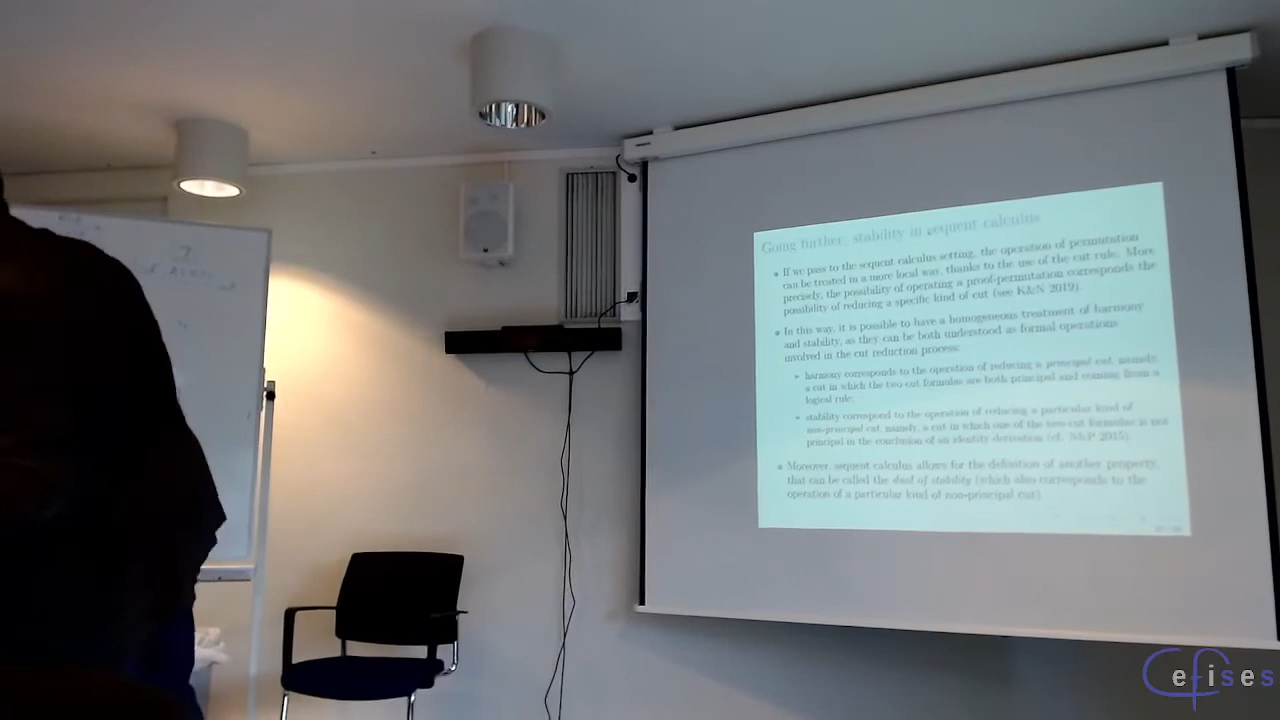 Going further: stability in sequent calculus
If we pass to the sequent calculus setting, the operation of permutation
can be treated in a more local way, thanks to the use of the cut rule. More
precisely, the possibility of operating a proof-permutation corresponds the
possibility of reducing a specific kind of cut (see K&N 2019).
In this way, it is possible to have a homogeneous treatment of harmony
and stability, as they can be both understood as formal operations
involved in the cut reduction process:
harmony corresponds to the operation of reducing a principal cut, namely,
a cut in which the two cut formulas are both principal and coming from a
logical rule;
stability correspond to the operation of reducing a particular kind of
non-principal cut, namely, a cut in which one of the two cut formulas is not
principal in the conclusion of an identity derivation (cf. N&P 2015).
Moreover, sequent calculus allows for the definition of another property,
that can be called the dual of stability (which also corresponds to the
operation of a particular kind of non-principal cut)
Cefises